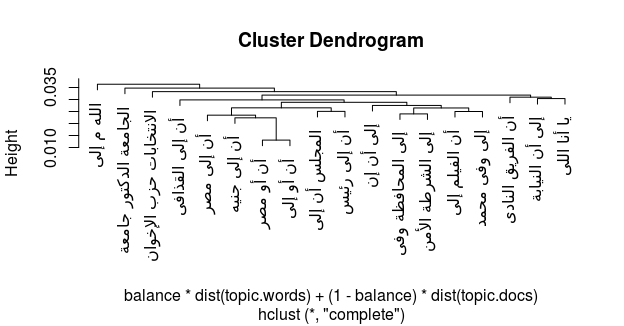 Cluster Dendrogram
Height
0.035
0.010
الله م إلى
الجامعة الدكتور جامعة
الانتخابات حزب الإخوان
أن إلى القذافى
أن إلى مصر
أن إلى جنيه
أن أو مصر
أن أو إلى
المجلس أن إلى
أن إلى رئيس
إلى أن إن
إلى المحافظة وفى
إلى الشرطة الأمن
أن الفيلم إلى
إلى وفى محمد
أن الفريق النادى
إلى أن النيابة
يا أنا اللى
balance * dist(topic.words) + (1 - balance) * dist(topic.docs)
hclust (*, "complete")